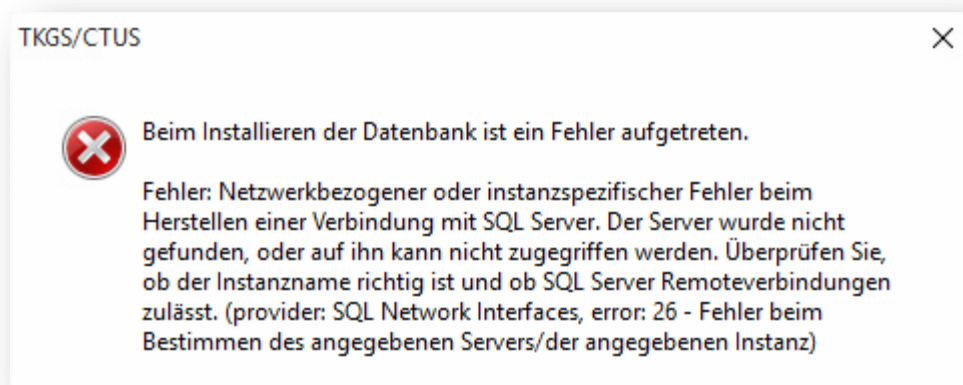 TKGS/CTUS
Beim Installieren der Datenbank ist ein Fehler aufgetreten.
Fehler: Netzwerkbezogener oder instanzspezifischer Fehler beim
Herstellen einer Verbindung mit SQL Server. Der Server wurde nicht
gefunden, oder auf ihn kann nicht zugegriffen werden. Überprüfen Sie,
ob der Instanzname richtig ist und ob SQL Server Remoteverbindungen
zulässt. (provider: SQL Network Interfaces, error: 26 - Fehler beim
Bestimmen des angegebenen Servers/der angegebenen Instanz)